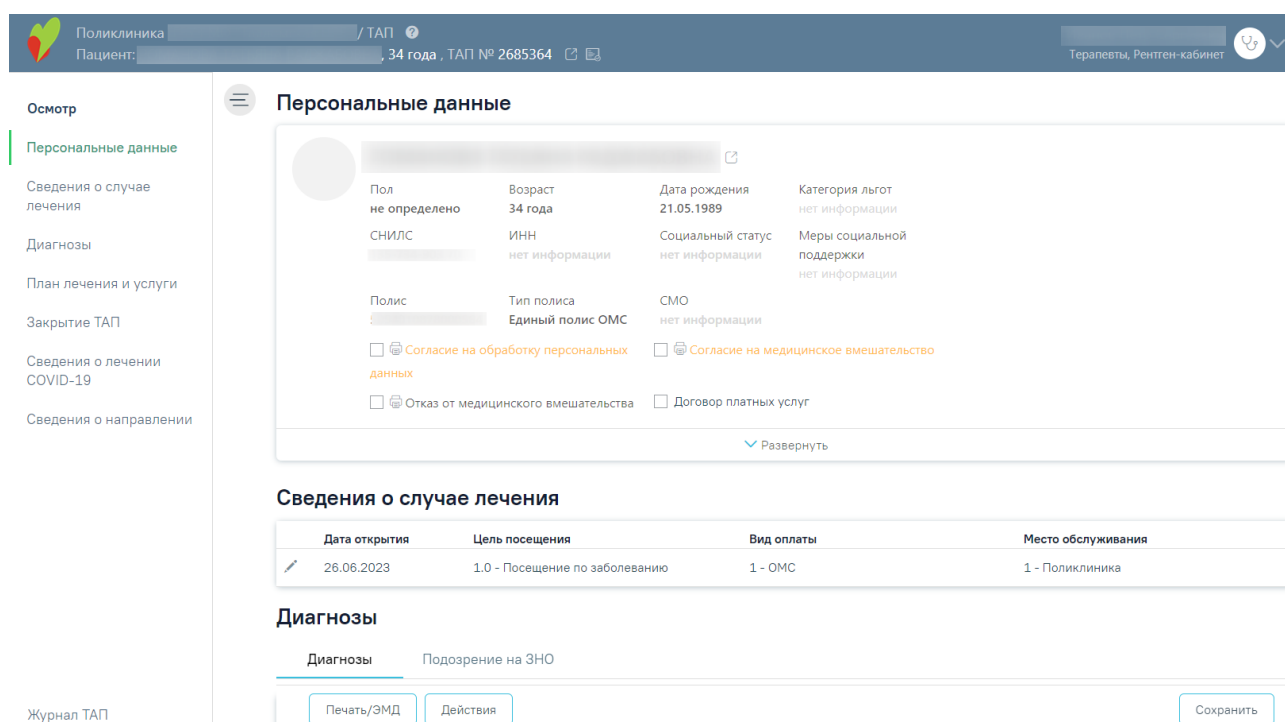 Поликлиника / ТАП
Пациент: , 34 года , ТАП № 2685364
Терапевты, Рентген-кабинет
Осмотр
Персональные данные
Сведения о случае
лечения
Диагнозы
План лечения и услуги
Закрытие ТАП
Сведения о лечении
COVID-19
Сведения о направлении
Журнал ТАП
Персональные данные
Пол Возраст Дата рождения Категория льгот
не определено 34 года 21.05.1989 нет информации
СНИЛС ИНН Социальный статус Меры социальной
нет информации нет информации поддержки
нет информации
Полис Тип полиса СМО
Единый полис ОМС нет информации
Согласие на обработку персональных Согласие на медицинское вмешательство
данных
Отказ от медицинского вмешательства Договор платных услуг
Развернуть
Сведения о случае лечения
Дата открытия Цель посещения Вид оплаты Место обслуживания
26.06.2023 1.0 - Посещение по заболеванию 1 - ОМС 1 - Поликлиника
Диагнозы
Диагнозы Подозрение на ЗНО
Печать/ЭМД Действия Сохранить